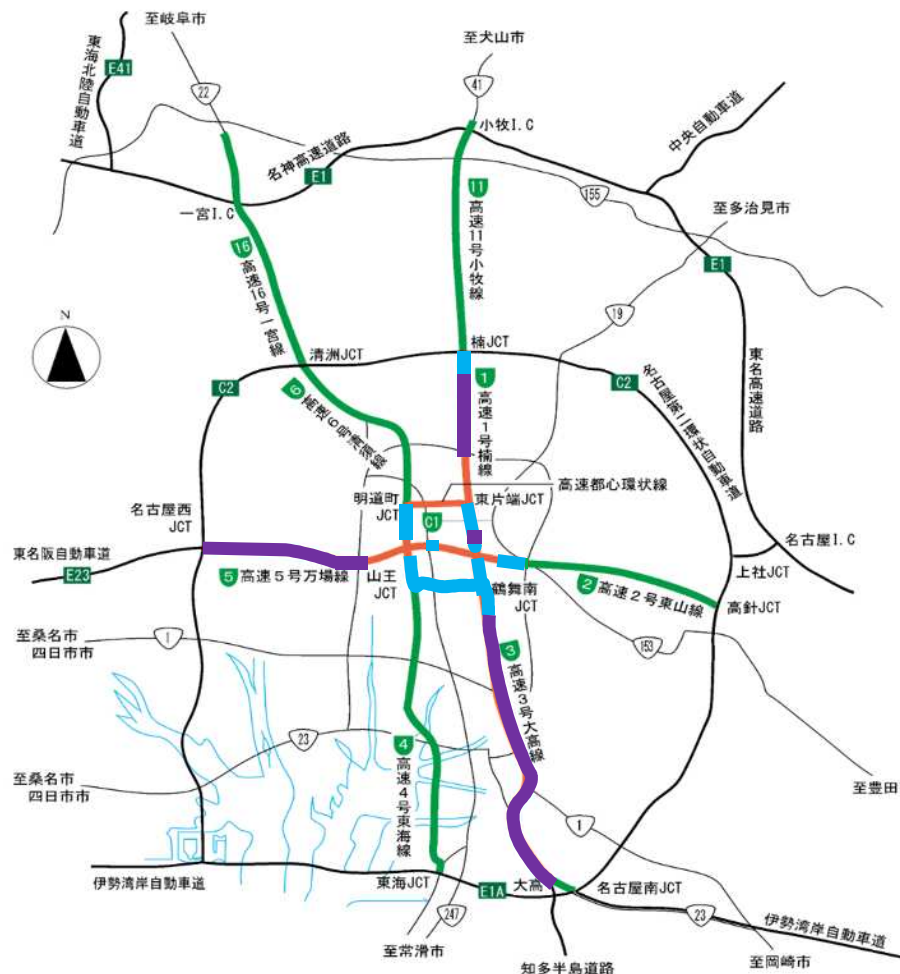 至岐阜市
至犬山市
東海北陸自動車道
E41
22
41
小牧I.C
中央自動車道
名神高速道路
E1
155
一宮I.C
11
高速11号小牧線
至多治見市
16
高速16号一宮線
E1
N
19
楠JCT
清洲JCT
東名高速道路
C2
1
高速1号楠線
C2
名古屋第二環状自動車道
6
高速6号清須線
高速都心環状線
明道町
JCT
東片端JCT
C1
名古屋西
JCT
名古屋I.C
東名阪自動車道
E23
5
高速5号万場線
山王
JCT
鶴舞南
JCT
2
高速2号東山線
上社JCT
高針JCT
至桑名市
四日市市
1
153
3
高速3号大高線
23
4
高速4号東海線
至桑名市
四日市市
至豊田
1
伊勢湾岸自動車道
東海JCT
E1A
大高
名古屋南JCT
247
23
伊勢湾岸自動車道
至常滑市
知多半島道路
至岡崎市